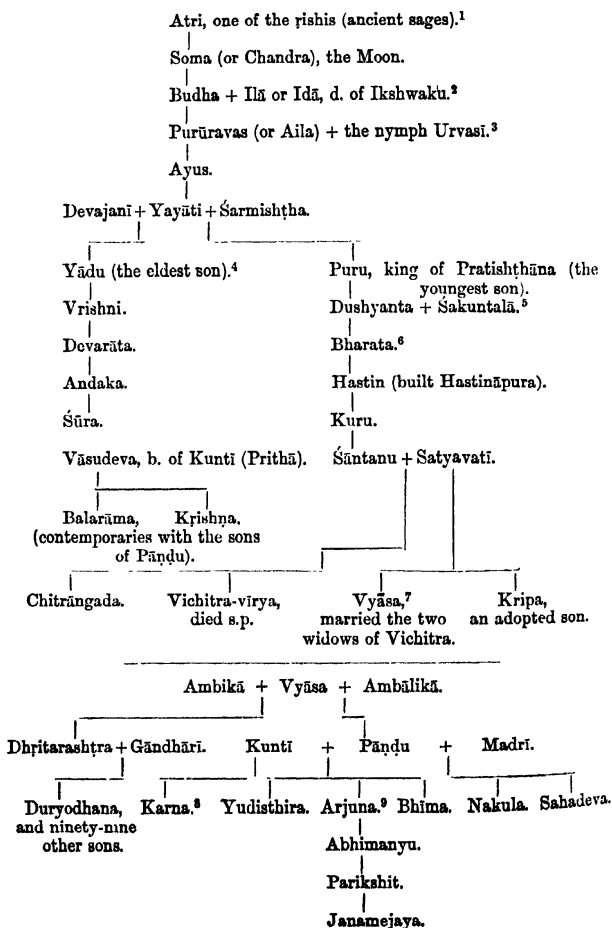 Atri, one of the ṛishis (ancient sages).¹
Soma (or Chandra), the Moon.
Budha + Ilā or Idā, d. of Ikshwaku.²
Purūravas (or Aila) + the nymph Urvasī.³
Ayus.
Devajanī + Yayāti + Śarmishṭha.
Yādu (the eldest son).⁴ Puru, king of Pratishṭhāna (the
youngest son).
Vrishni. Dushyanta + Śakuntalā.⁵
Devarāta. Bharata.⁶
Andaka. Hastin (built Hastināpura).
Śūra. Kuru.
Vāsudeva, b. of Kuntī (Prithā). Śāntanu + Satyavatī.
Balarāma, Kṛishṇa,
(contemporaries with the sons
of Pāṇḍu).
Chitrāngada. Vichitra-vīrya, Vyāsa,⁷ Kripa,
died s.p. married the two an adopted son.
widows of Vichitra.
Ambikā + Vyāsa + Ambālikā.
Dhṛitarashṭra + Gāndhārī. Kuntī + Pāṇḍu + Madrī.
Duryodhana, Karna.⁸ Yudisthira. Arjuna.⁹ Bhīma. Nakula. Sahadeva.
and ninety-nine
other sons.
Abhimanyu.
Parikshit.
Janamejaya.